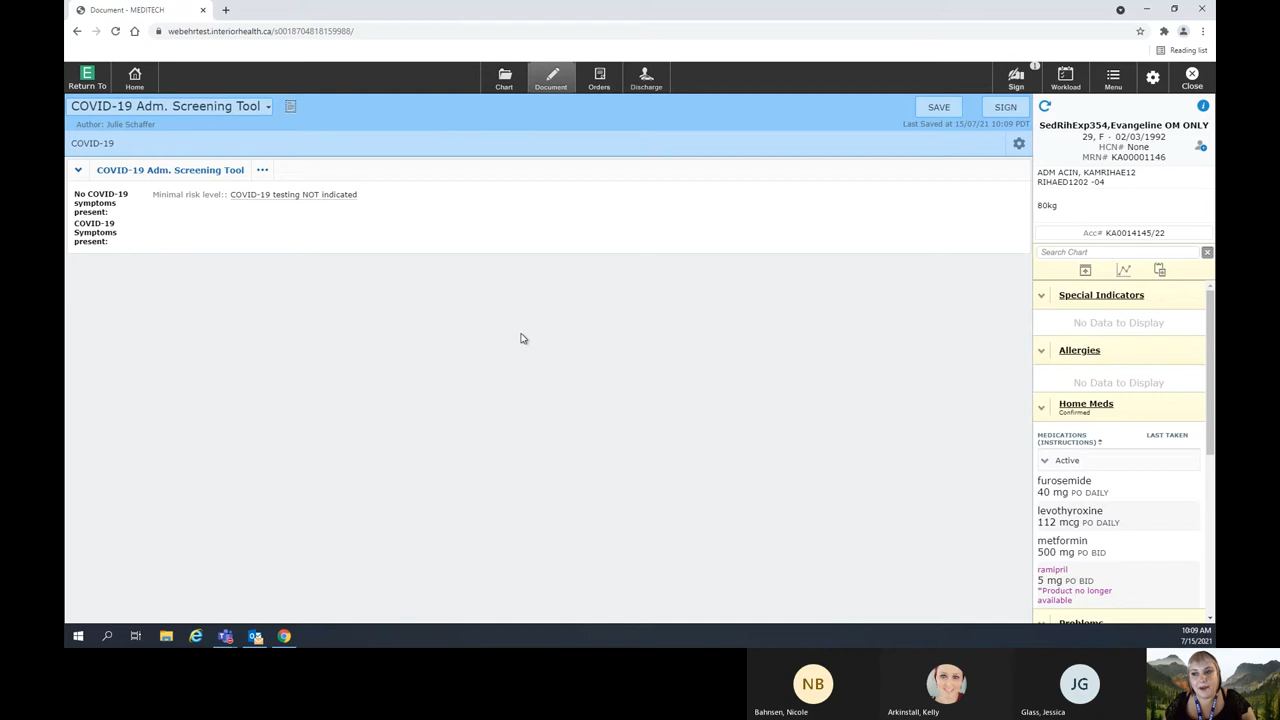 Document - MEDITECH
webehrtest.interiorhealth.ca/s0018704818159988/
Reading list
E
Return To
Home
Chart
Document
Orders
Discharge
1
Sign
Workload
Menu
Close
COVID-19 Adm. Screening Tool
SAVE
SIGN
Author: Julie Schaffer
Last Saved at 15/07/21 10:09 PDT
COVID-19
COVID-19 Adm. Screening Tool
No COVID-19
symptoms
present:
Minimal risk level:: COVID-19 testing NOT indicated
COVID-19
Symptoms
present:
SedRihExp354,Evangeline OM ONLY
29, F · 02/03/1992
HCN# None
MRN# KA00001146
ADM ACIN, KAMRIHAE12
RIHAED1202 -04
80kg
Acc# KA0014145/22
Search Chart
Special Indicators
No Data to Display
Allergies
No Data to Display
Home Meds
Confirmed
MEDICATIONS
(INSTRUCTIONS)
LAST TAKEN
Active
furosemide
40 mg PO DAILY
levothyroxine
112 mcg PO DAILY
metformin
500 mg PO BID
ramipril
5 mg PO BID
*Product no longer
available
Problems
10:09 AM
7/15/2021
NB
Bahnsen, Nicole
Arkinstall, Kelly
JG
Glass, Jessica